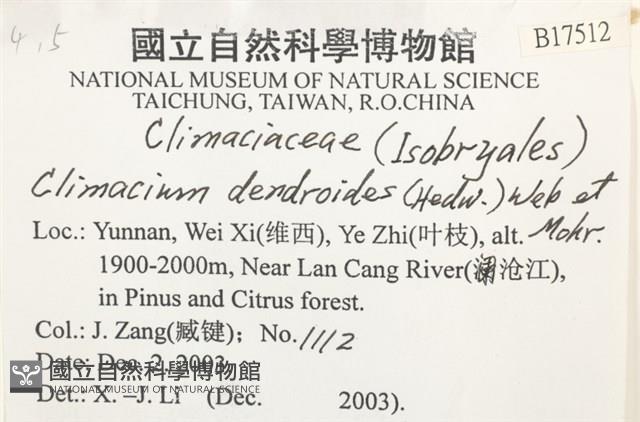 4.5
國立自然科學博物館
B17512
NATIONAL MUSEUM OF NATURAL SCIENCE
TAICHUNG, TAIWAN, R.O.CHINA
Climaciaceae (Isobryales)
Climacium dendroides (Hedw.) Web et Mohr.
Loc.: Yunnan, Wei Xi(维西), Ye Zhi(叶枝), alt.
1900-2000m, Near Lan Cang River(澜沧江),
in Pinus and Citrus forest.
Col.: J. Zang(臧键); No. 1112
Date: Dec. 2, 2003
國立自然科學博物館
NATIONAL MUSEUM OF NATURAL SCIENCE
Det.: X. –J. Li (Dec. 2003).